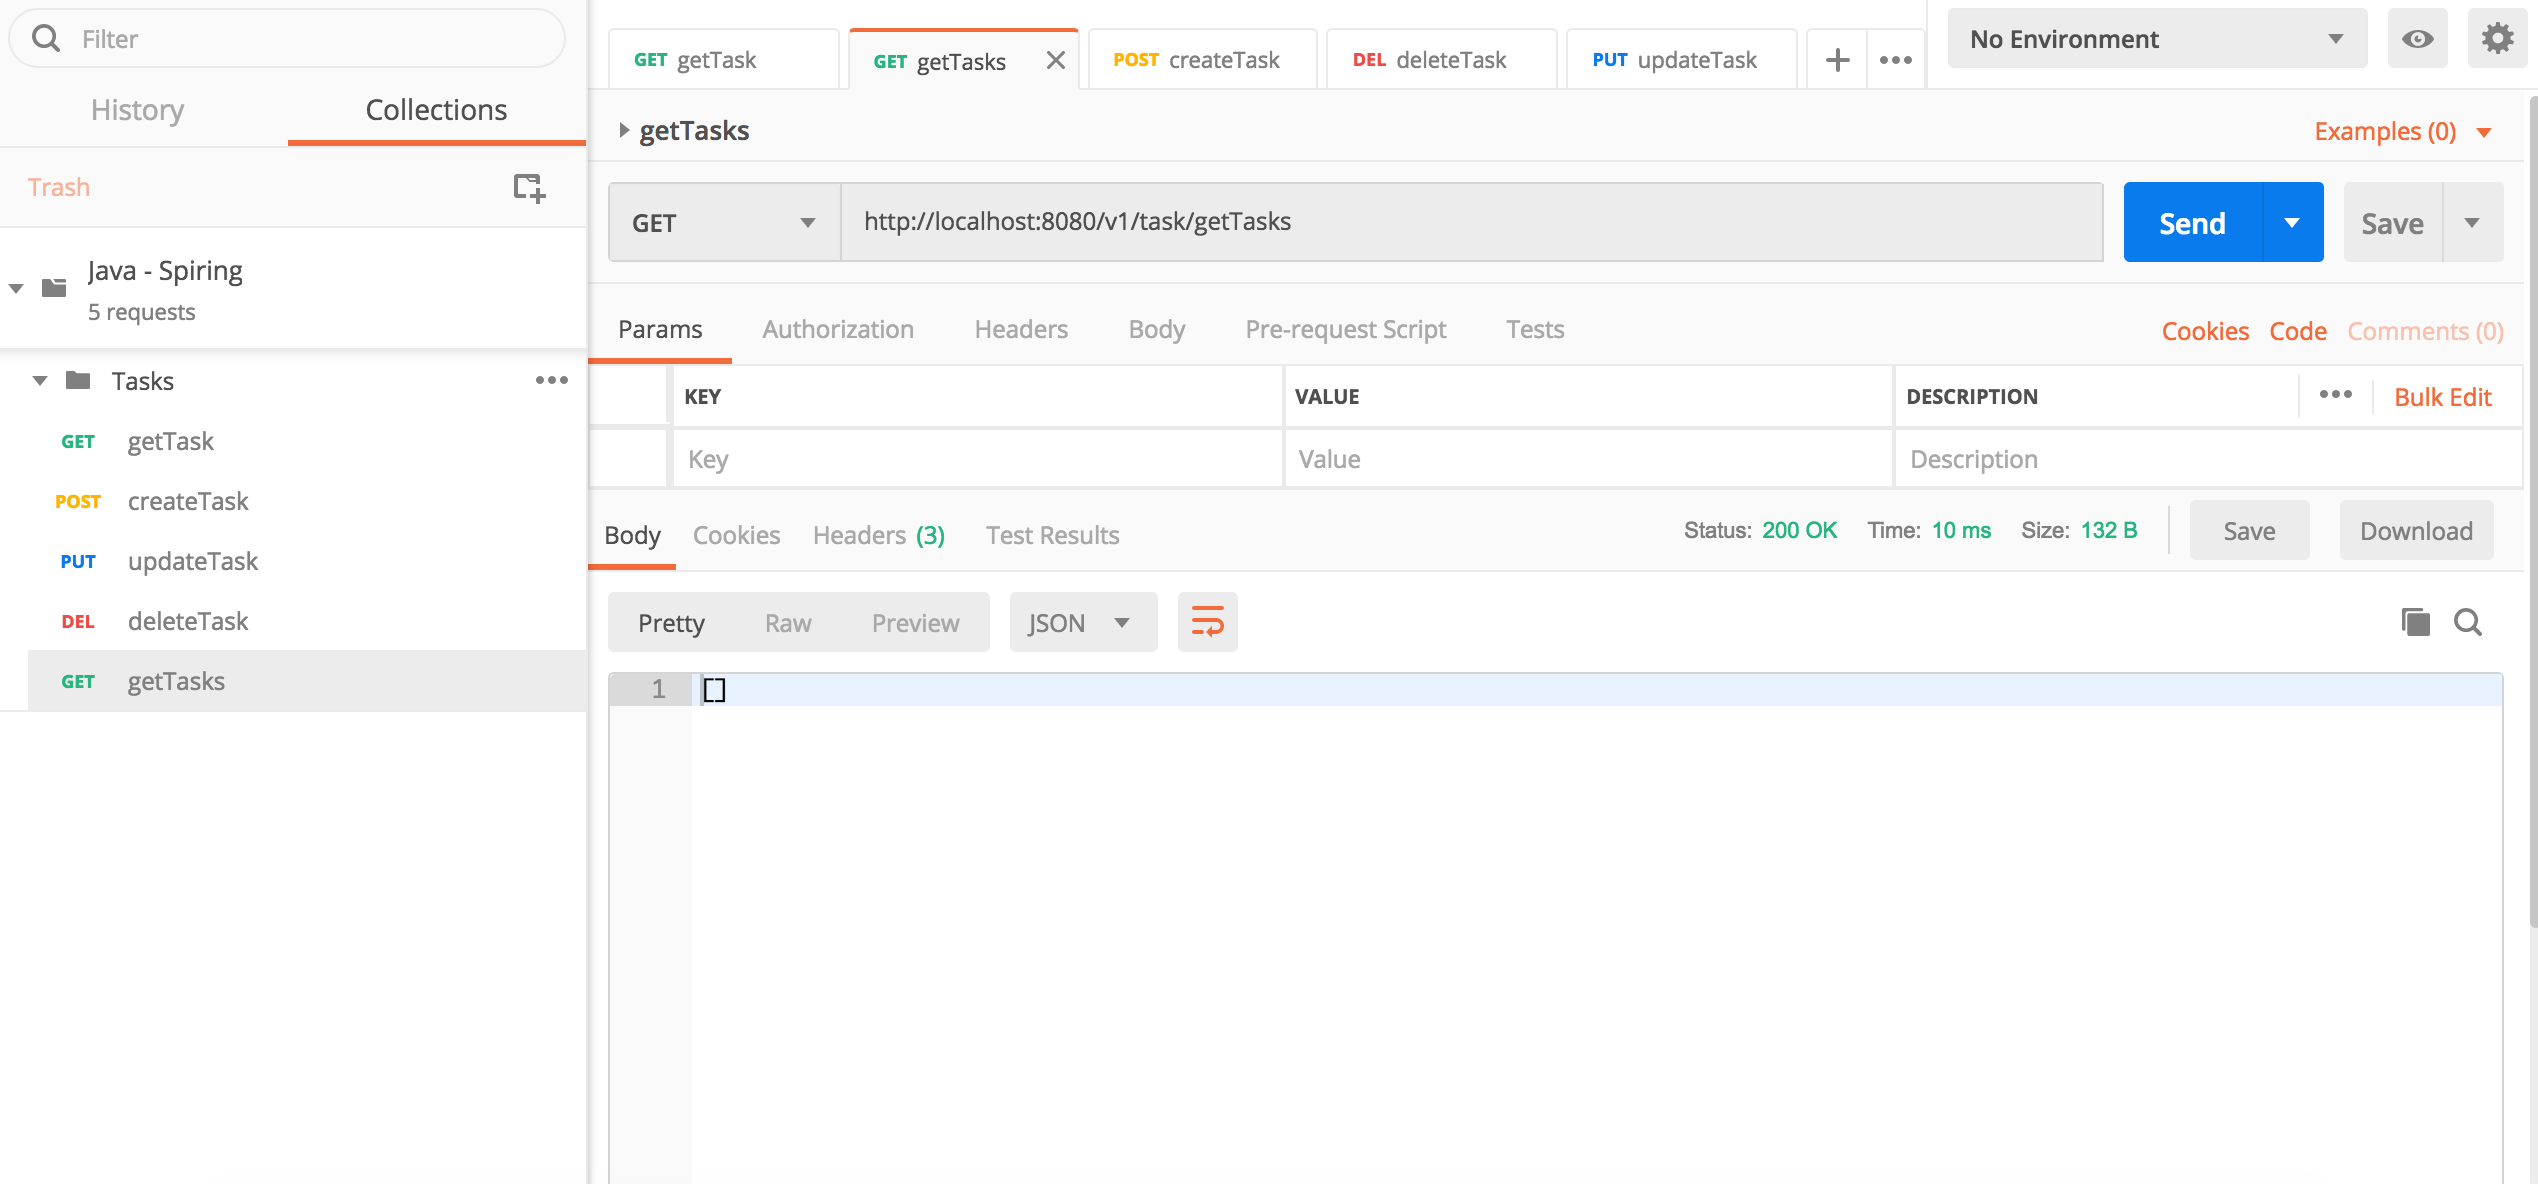 Filter
History Collections
Trash
Java - Spiring
5 requests
Tasks
GET getTask
POST createTask
PUT updateTask
DEL deleteTask
GET getTasks
GET getTask GET getTasks POST createTask DEL deleteTask PUT updateTask No Environment
getTasks Examples (0)
GET http://localhost:8080/v1/task/getTasks Send Save
Params Authorization Headers Body Pre-request Script Tests Cookies Code Comments (0)
KEY VALUE DESCRIPTION Bulk Edit
Key Value Description
Body Cookies Headers (3) Test Results Status: 200 OK Time: 10 ms Size: 132 B Save Download
Pretty Raw Preview JSON
1 []